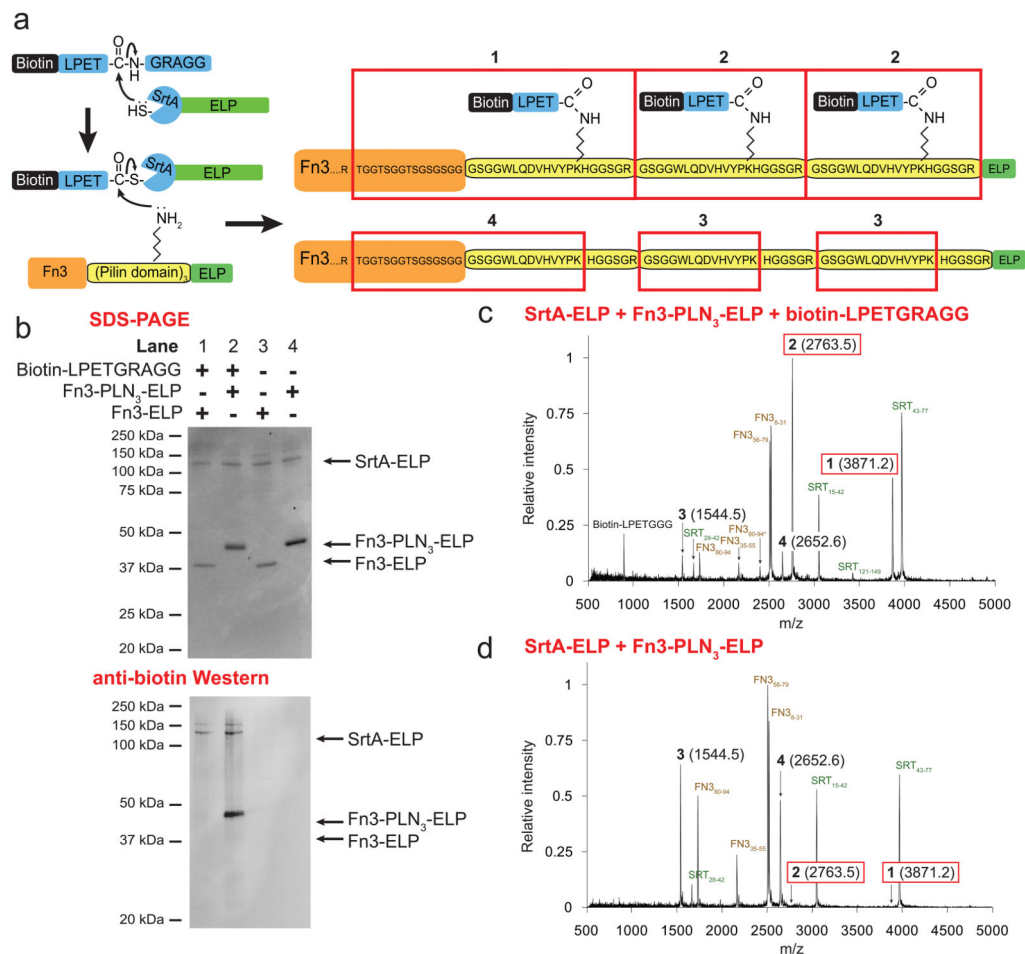 a
O
Biotin LPET -C-N- GRAGG
H
HS- SrtA ELP
O
Biotin LPET -C-S- SrtA ELP
NH2
Fn3 (Pilin domain)3 ELP
1 2 2
O O O
Biotin LPET Biotin LPET Biotin LPET
NH NH NH
Fn3....R TGGTSGGTSGSGSGG GSGGWLQDVHVYPKHGGSGR GSGGWLQDVHVYPKHGGSGR GSGGWLQDVHVYPKHGGSGR ELP
4 3 3
Fn3....R TGGTSGGTSGSGSGG GSGGWLQDVHVYPK HGGSGR GSGGWLQDVHVYPK HGGSGR GSGGWLQDVHVYPK HGGSGR ELP
b SDS-PAGE
Lane 1 2 3 4
Biotin-LPETGRAGG + + - -
Fn3-PLN3-ELP - + - +
Fn3-ELP + - + -
250 kDa
150 kDa
100 kDa
75 kDa
50 kDa
37 kDa
25 kDa
20 kDa
SrtA-ELP
Fn3-PLN3-ELP
Fn3-ELP
anti-biotin Western
250 kDa
150 kDa
100 kDa
50 kDa
37 kDa
20 kDa
SrtA-ELP
Fn3-PLN3-ELP
Fn3-ELP
c SrtA-ELP + Fn3-PLN3-ELP + biotin-LPETGRAGG
2 (2763.5)
1
FN3 8-31
SRT 43-77
0.75
FN3 56-79
Relative intensity
1 (3871.2)
0.5
SRT 15-42
3 (1544.5)
Biotin-LPETGGG
SRT 28-42
FN3 80-94*
0.25
FN3 35-55
4 (2652.6)
FN3 80-94
SRT 121-149
0
500 1000 1500 2000 2500 3000 3500 4000 4500 5000
m/z
d SrtA-ELP + Fn3-PLN3-ELP
FN3 56-79
1
FN3 8-31
3 (1544.5)
4 (2652.6)
0.75
SRT 15-42
SRT 43-77
FN3 80-94
Relative intensity
0.5
FN3 35-55
0.25
SRT 28-42
2 (2763.5)
1 (3871.2)
0
500 1000 1500 2000 2500 3000 3500 4000 4500 5000
m/z